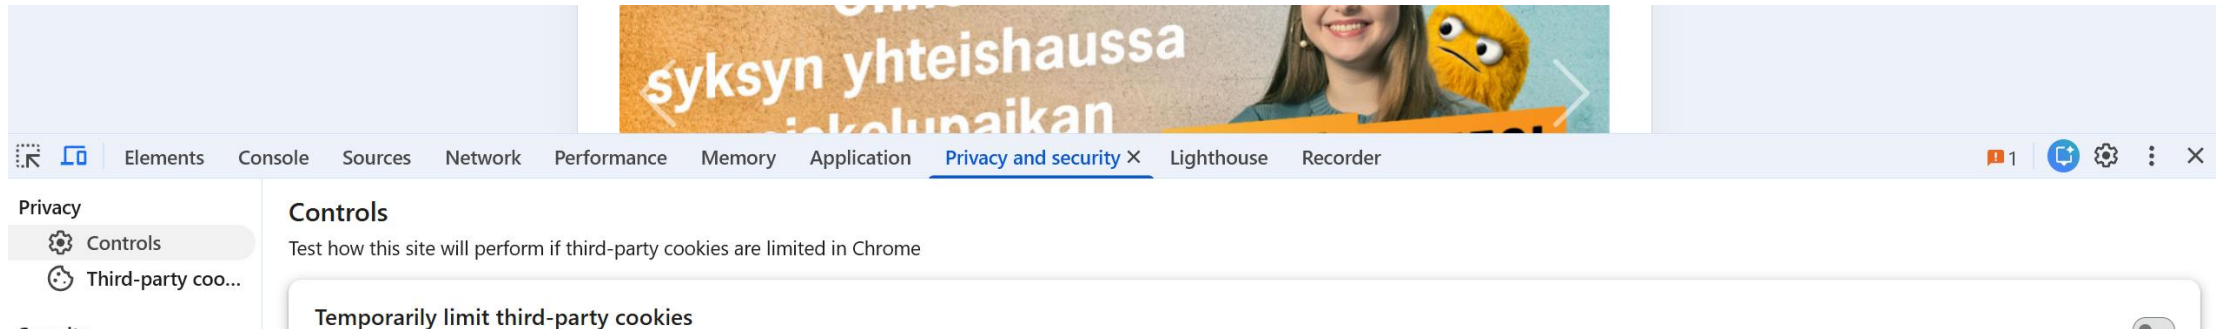 syksyn yhteishaussa
Elements Console Sources Network Performance Memory Application Privacy and security Lighthouse Recorder 1
Privacy
Controls
Third-party coo...
Controls
Test how this site will perform if third-party cookies are limited in Chrome
Temporarily limit third-party cookies